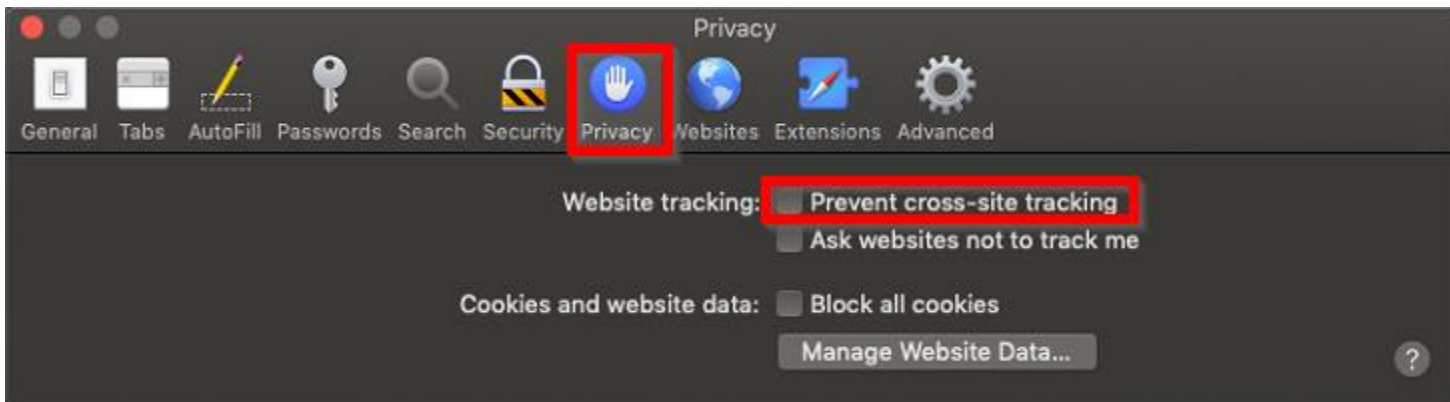 Privacy
General Tabs AutoFill Passwords Search Security Privacy Websites Extensions Advanced
Website tracking: Prevent cross-site tracking
Ask websites not to track me
Cookies and website data: Block all cookies
Manage Website Data...
?